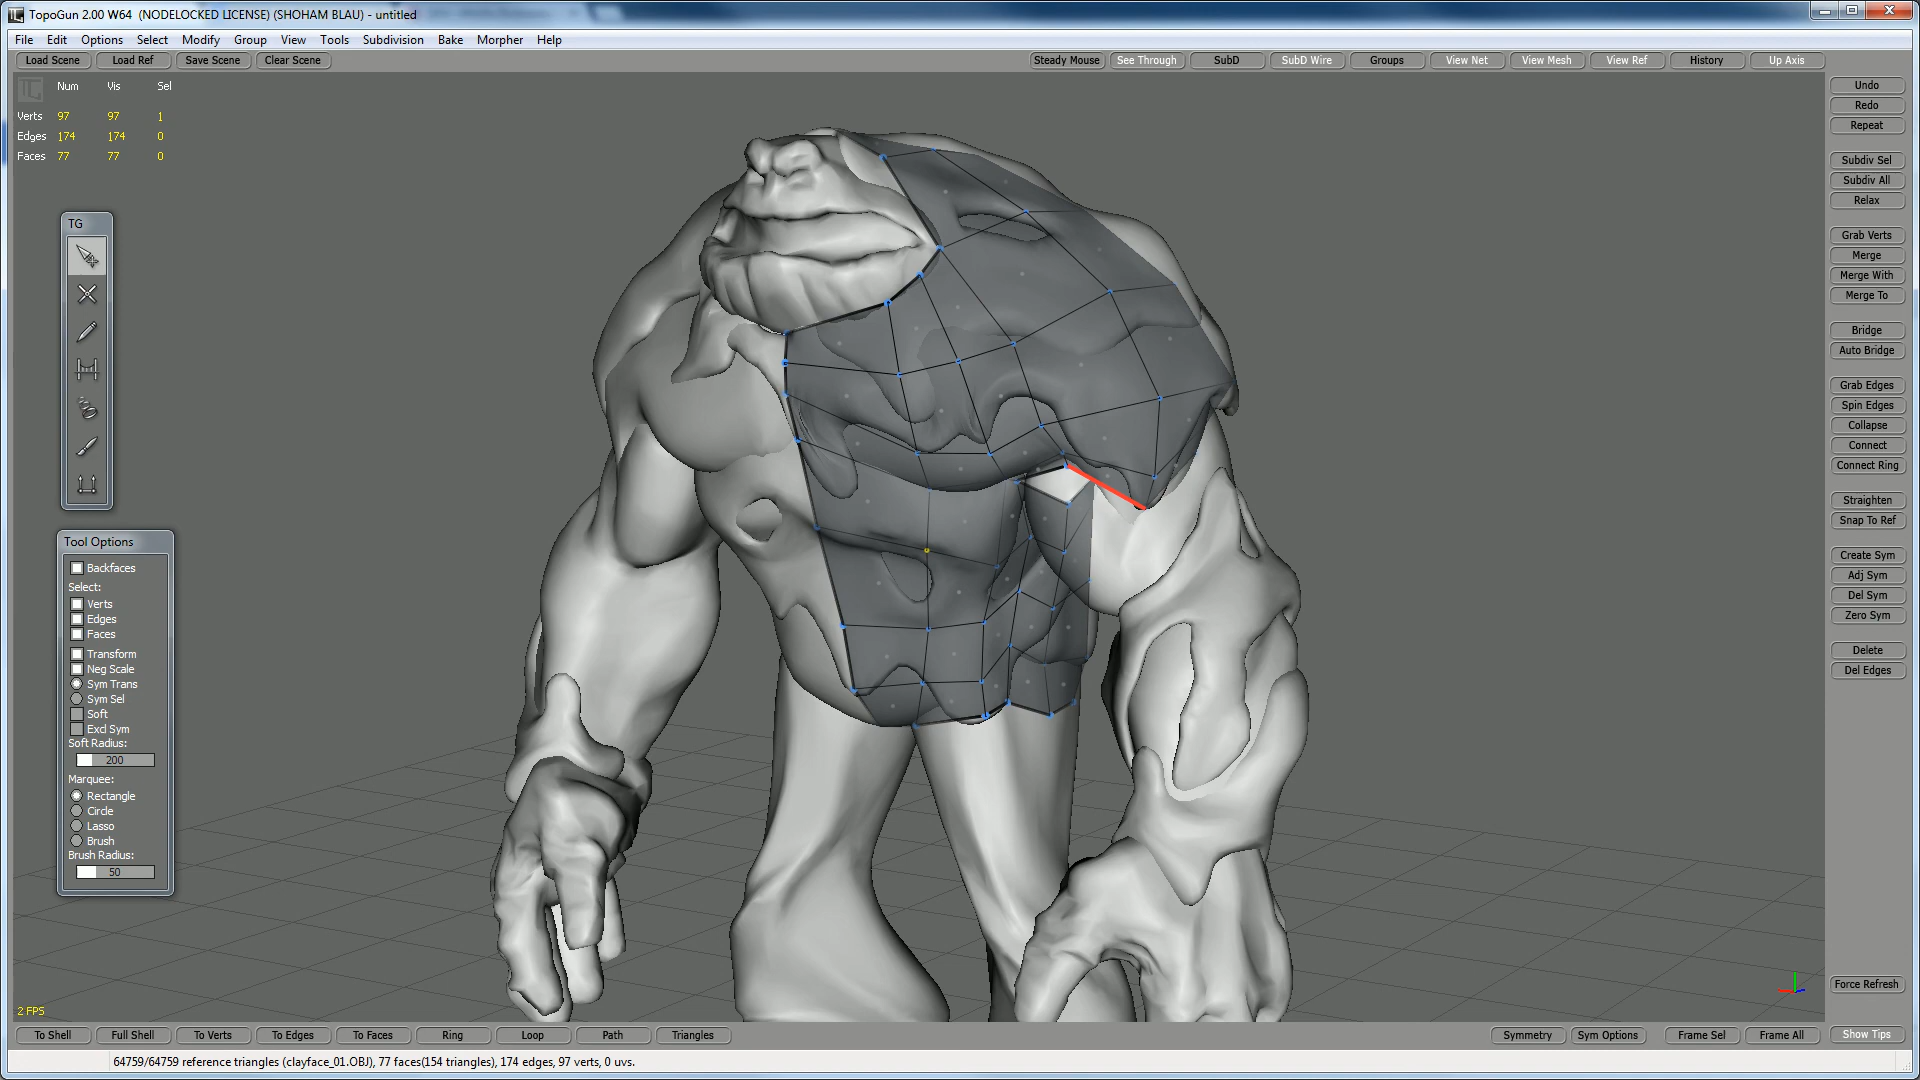 TopoGun 2.00 W64 (NODELOCKED LICENSE) (SHOHAM BLAU) - untitled
File Edit Options Select Modify Group View Tools Subdivision Bake Morpher Help
Load Scene Load Ref Save Scene Clear Scene Steady Mouse See Through SubD SubD Wire Groups View Net View Mesh View Ref History Up Axis
Num Vis Sel
Verts 97 97 1
Edges 174 174 0
Faces 77 77 0
TG
Tool Options
Backfaces
Select:
Verts
Edges
Faces
Transform
Neg Scale
Sym Trans
Sym Sel
Soft
Excl Sym
Soft Radius:
200
Marquee:
Rectangle
Circle
Lasso
Brush
Brush Radius:
50
Undo
Redo
Repeat
Subdiv Sel
Subdiv All
Relax
Grab Verts
Merge
Merge With
Merge To
Bridge
Auto Bridge
Grab Edges
Spin Edges
Collapse
Connect
Connect Ring
Straighten
Snap To Ref
Create Sym
Adj Sym
Del Sym
Zero Sym
Delete
Del Edges
Force Refresh
2 FPS
To Shell Full Shell To Verts To Edges To Faces Ring Loop Path Triangles Symmetry Sym Options Frame Sel Frame All Show Tips
64759/64759 reference triangles (clayface_01.OBJ), 77 faces(154 triangles), 174 edges, 97 verts, 0 uvs.